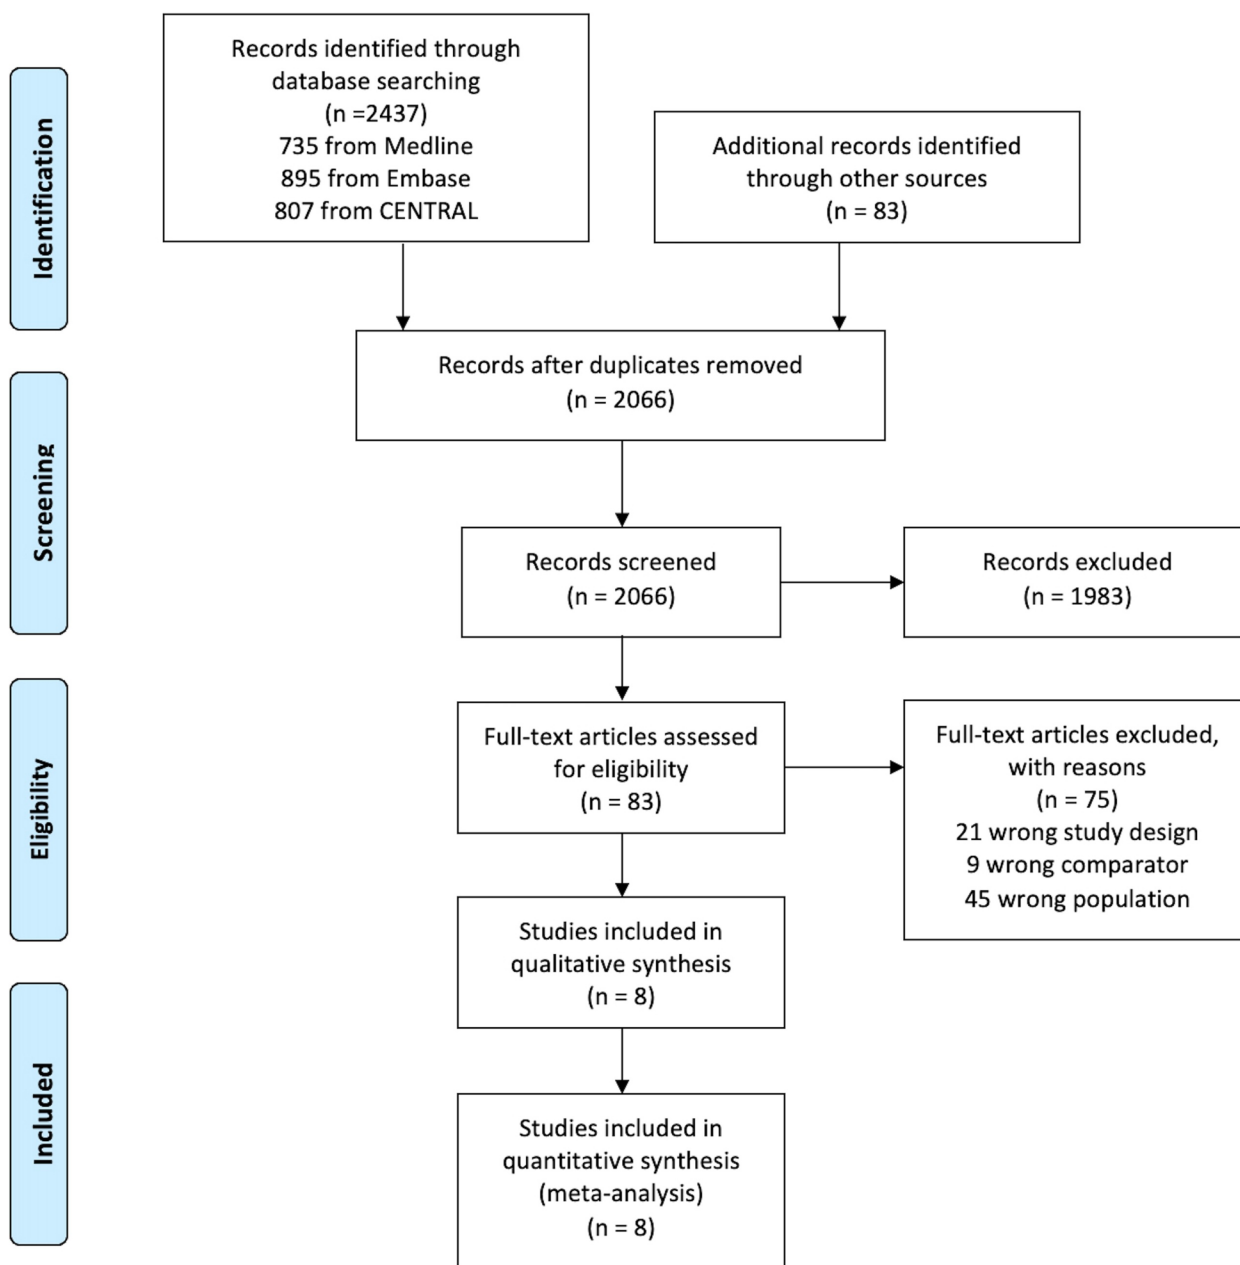 Identification
Records identified through
database searching
(n =2437)
735 from Medline
895 from Embase
807 from CENTRAL
Additional records identified
through other sources
(n = 83)
Records after duplicates removed
(n = 2066)
Screening
Records screened
(n = 2066)
Records excluded
(n = 1983)
Eligibility
Full-text articles assessed
for eligibility
(n = 83)
Full-text articles excluded,
with reasons
(n = 75)
21 wrong study design
9 wrong comparator
45 wrong population
Studies included in
qualitative synthesis
(n = 8)
Included
Studies included in
quantitative synthesis
(meta-analysis)
(n = 8)